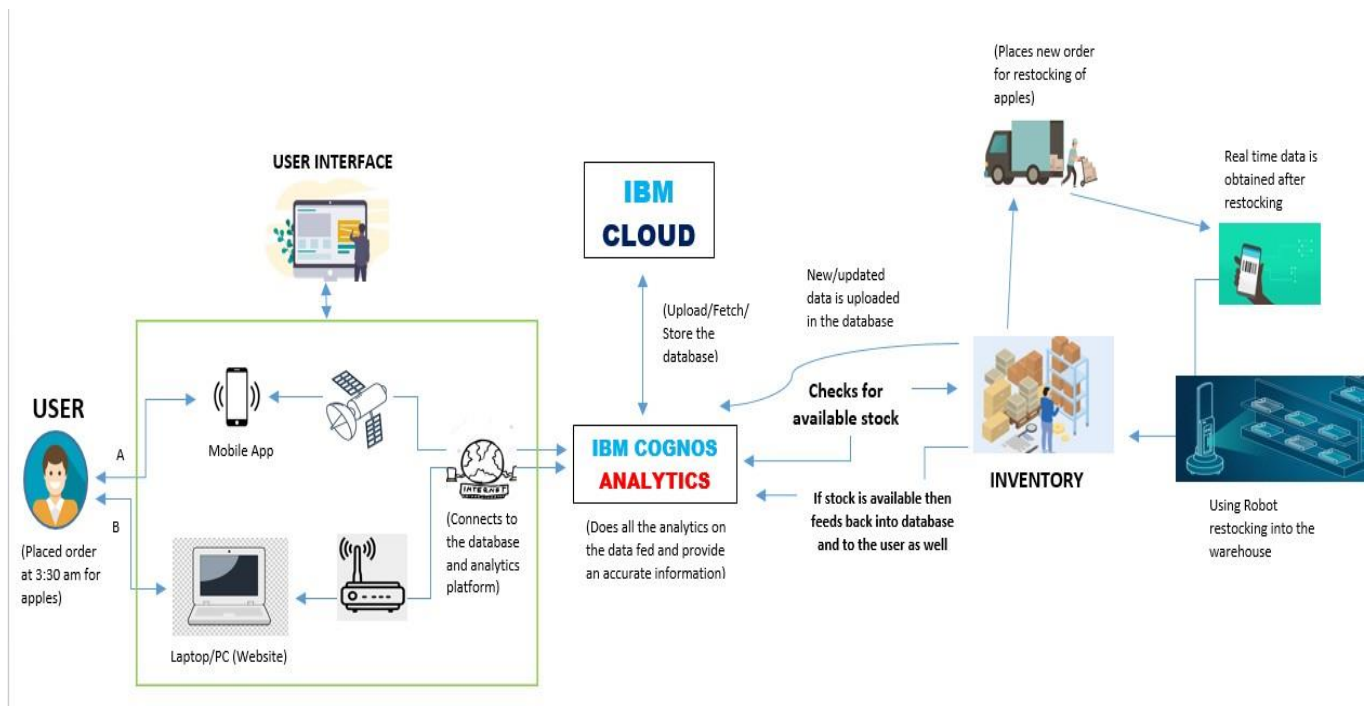 (Places new order
for restocking of
apples)
USER INTERFACE
Real time data is
obtained after
restocking
IBM
CLOUD
New/updated
data is uploaded
in the database
(Upload/Fetch/
Store the
database)
Checks for
available stock
USER
Mobile App
A
B
INTERNET
IBM COGNOS
ANALYTICS
INVENTORY
(Placed order
at 3:30 am for
apples)
(Connects to
the database
and analytics
platform)
(Does all the analytics on
the data fed and provide
an accurate information)
If stock is available then
feeds back into database
and to the user as well
Using Robot
restocking into the
warehouse
Laptop/PC (Website)